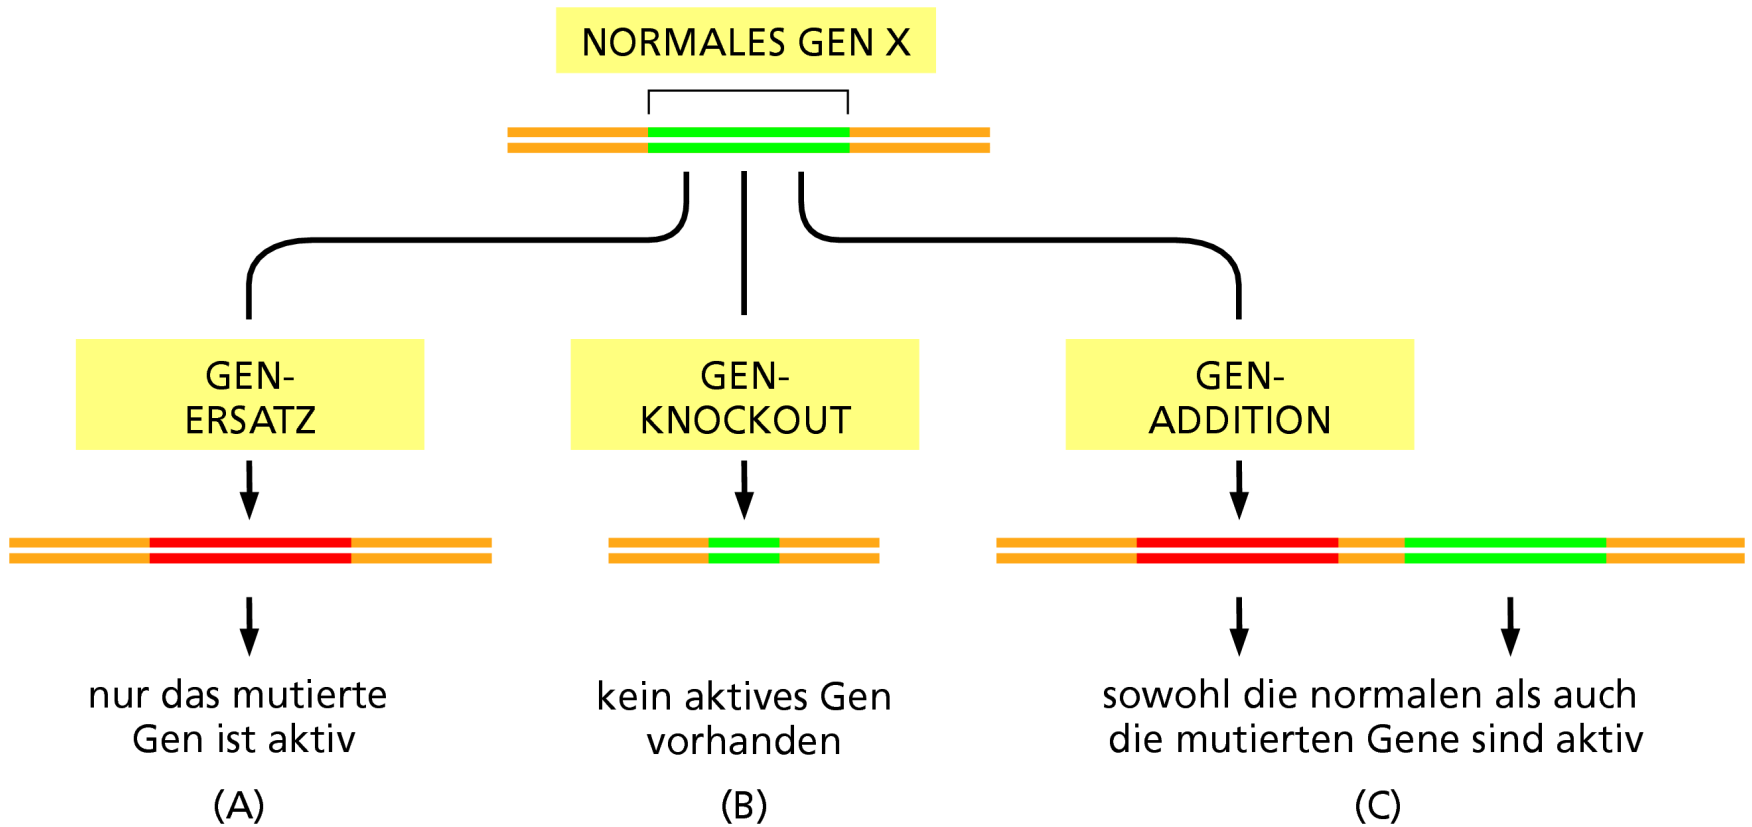 NORMALES GEN X
GEN-
ERSATZ
GEN-
KNOCKOUT
GEN-
ADDITION
nur das mutierte
Gen ist aktiv
kein aktives Gen
vorhanden
sowohl die normalen als auch
die mutierten Gene sind aktiv
(A)
(B)
(C)